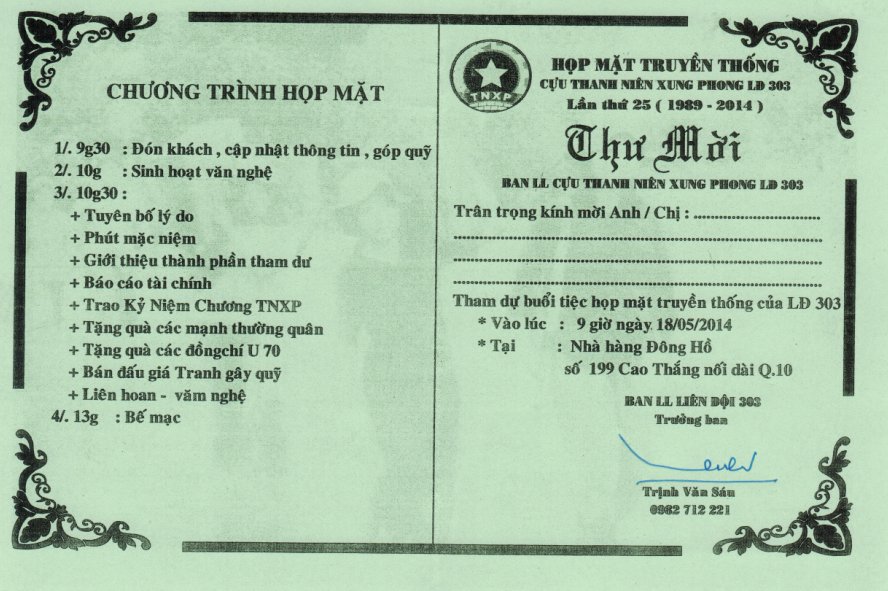 CHƯƠNG TRÌNH HỌP MẶT
1/. 9g30 : Đón khách , cập nhật thông tin , góp quỹ
2/. 10g : Sinh hoạt văn nghệ
3/. 10g30 :
+ Tuyên bố lý do
+ Phút mặc niệm
+ Giới thiệu thành phần tham dư
+ Báo cáo tài chính
+ Trao Kỷ Niệm Chương TNXP
+ Tặng quà các mạnh thường quân
+ Tặng quà các đồngchí U 70
+ Bán đấu giá Tranh gây quỹ
+ Liên hoan - văm nghệ
4/. 13g : Bế mạc
TNXP
HỌP MẶT TRUYỀN THỐNG
CỰU THANH NIÊN XUNG PHONG LĐ 303
Lần thứ 25 ( 1989 - 2014 )
Thư Mời
BAN LL CỰU THANH NIÊN XUNG PHONG LĐ 303
Trân trọng kính mời Anh / Chị : ................................
Tham dự buổi tiệc họp mặt truyền thống của LĐ 303
* Vào lúc : 9 giờ ngày 18/05/2014
* Tại : Nhà hàng Đông Hồ
số 199 Cao Thắng nối dài Q.10
BAN LL LIÊN ĐỘI 303
Trưởng ban
Trịnh Văn Sáu
0982 712 221